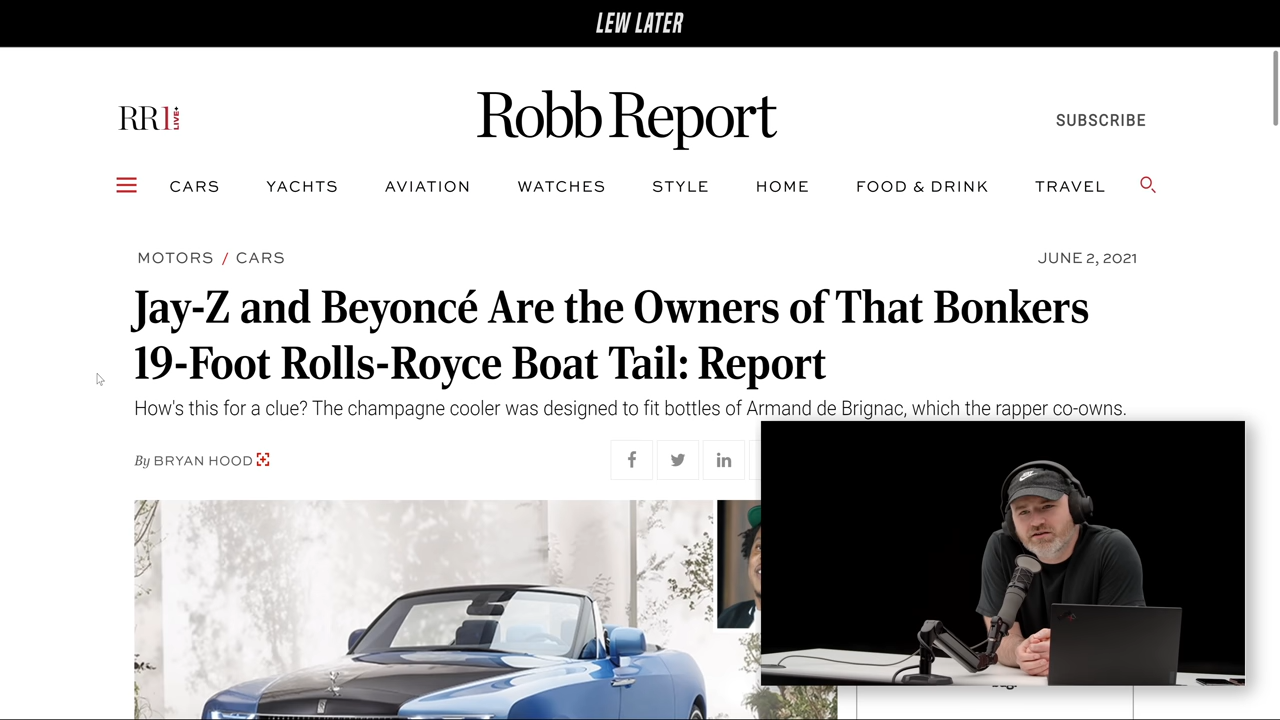 LEW LATER
RR1 LIVE+
Robb Report
SUBSCRIBE
CARS YACHTS AVIATION WATCHES STYLE HOME FOOD & DRINK TRAVEL
MOTORS / CARS
JUNE 2, 2021
Jay-Z and Beyoncé Are the Owners of That Bonkers
19-Foot Rolls-Royce Boat Tail: Report
How's this for a clue? The champagne cooler was designed to fit bottles of Armand de Brignac, which the rapper co-owns.
By BRYAN HOOD